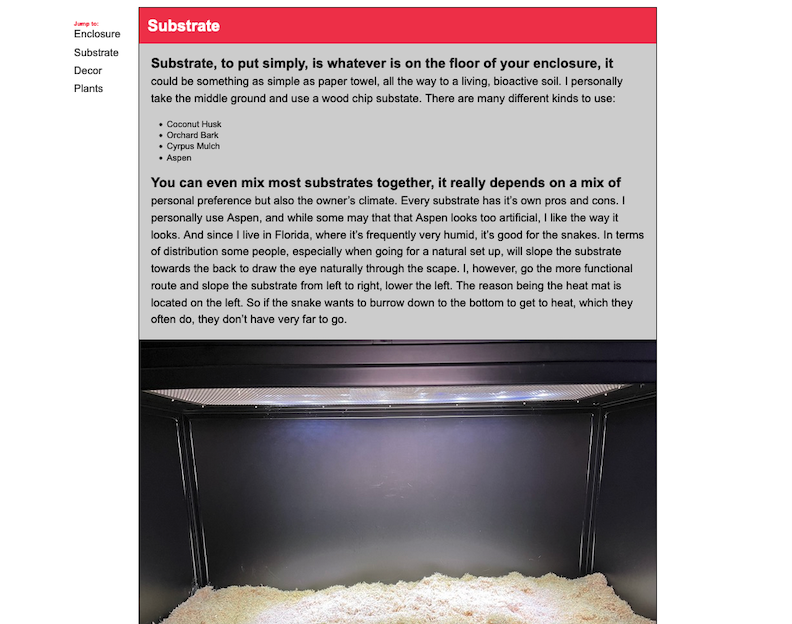 Jump to:
Enclosure
Substrate
Decor
Plants
Substrate
Substrate, to put simply, is whatever is on the floor of your enclosure, it
could be something as simple as paper towel, all the way to a living, bioactive soil. I personally
take the middle ground and use a wood chip substate. There are many different kinds to use:
• Coconut Husk
• Orchard Bark
• Cyrpus Mulch
• Aspen
You can even mix most substrates together, it really depends on a mix of
personal preference but also the owner’s climate. Every substrate has it’s own pros and cons. I
personally use Aspen, and while some may that that Aspen looks too artificial, I like the way it
looks. And since I live in Florida, where it’s frequently very humid, it’s good for the snakes. In terms
of distribution some people, especially when going for a natural set up, will slope the substrate
towards the back to draw the eye naturally through the scape. I, however, go the more functional
route and slope the substrate from left to right, lower the left. The reason being the heat mat is
located on the left. So if the snake wants to burrow down to the bottom to get to heat, which they
often do, they don’t have very far to go.